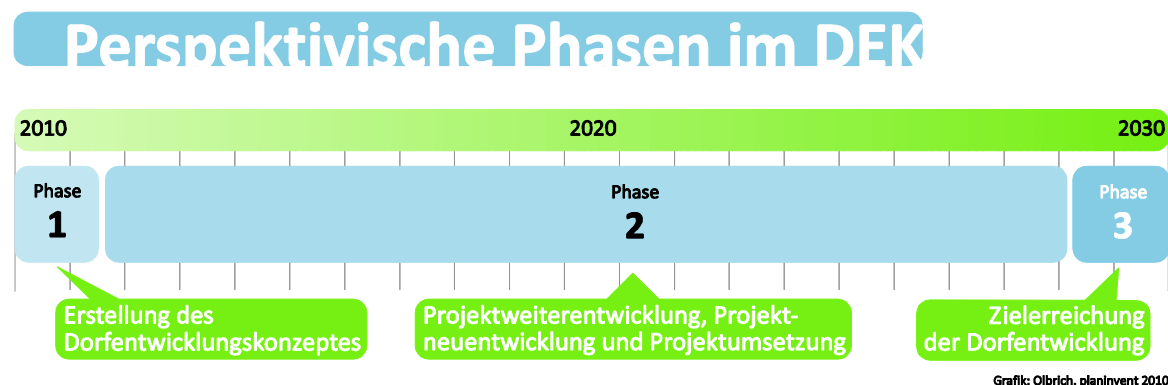 Perspektivische Phasen im DEK
2010 2020 2030
Phase
1
Phase
2
Phase
3
Erstellung des
Dorfentwicklungskonzeptes
Projektweiterentwicklung, Projekt-
neuentwicklung und Projektumsetzung
Zielerreichung
der Dorfentwicklung
Grafik: Olbrich, planinvent 2010